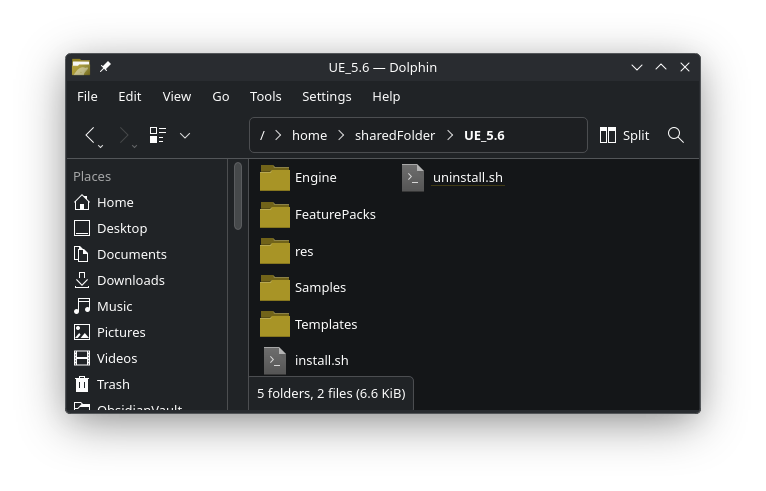 UE_5.6 — Dolphin
File Edit View Go Tools Settings Help
/ > home > sharedFolder > UE_5.6 Split
Places
Home
Desktop
Documents
Downloads
Music
Pictures
Videos
Trash
ObsidianVault
Engine
FeaturePacks
res
Samples
Templates
install.sh
uninstall.sh
5 folders, 2 files (6.6 KiB)